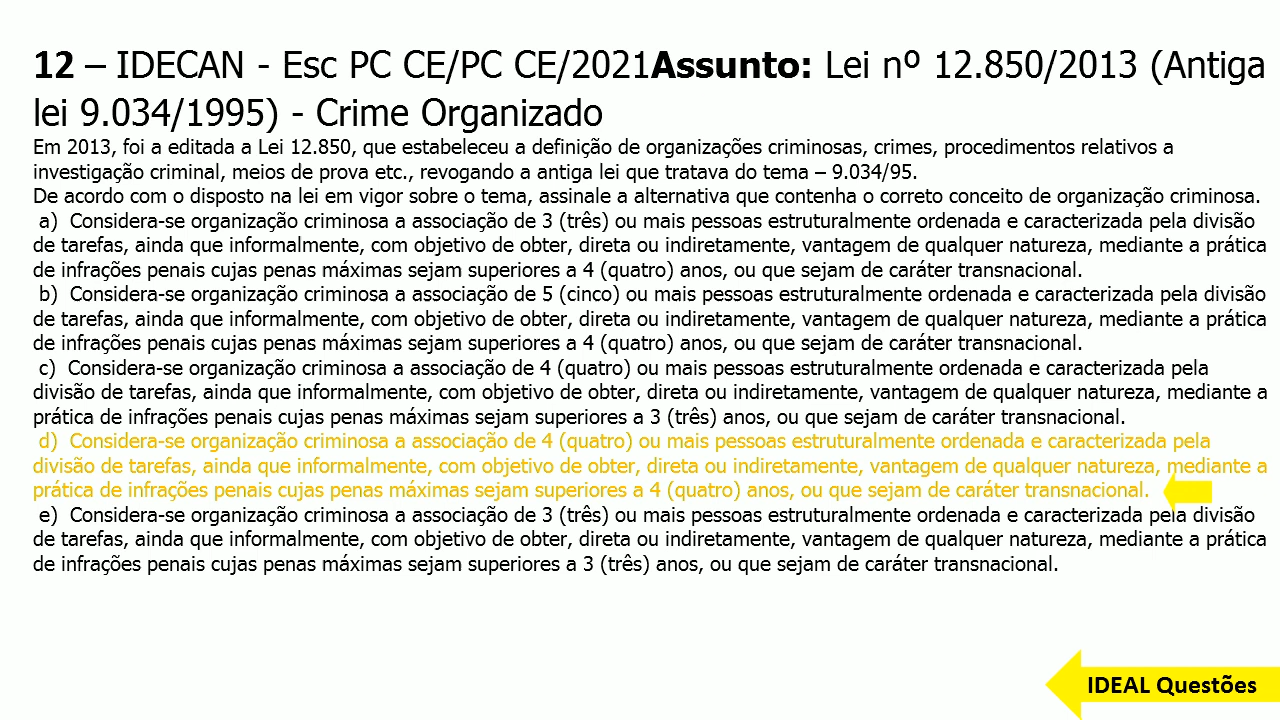 12 – IDECAN - Esc PC CE/PC CE/2021Assunto: Lei nº 12.850/2013 (Antiga
lei 9.034/1995) - Crime Organizado
Em 2013, foi a editada a Lei 12.850, que estabeleceu a definição de organizações criminosas, crimes, procedimentos relativos a
investigação criminal, meios de prova etc., revogando a antiga lei que tratava do tema – 9.034/95.
De acordo com o disposto na lei em vigor sobre o tema, assinale a alternativa que contenha o correto conceito de organização criminosa.
a) Considera-se organização criminosa a associação de 3 (três) ou mais pessoas estruturalmente ordenada e caracterizada pela divisão
de tarefas, ainda que informalmente, com objetivo de obter, direta ou indiretamente, vantagem de qualquer natureza, mediante a prática
de infrações penais cujas penas máximas sejam superiores a 4 (quatro) anos, ou que sejam de caráter transnacional.
b) Considera-se organização criminosa a associação de 5 (cinco) ou mais pessoas estruturalmente ordenada e caracterizada pela divisão
de tarefas, ainda que informalmente, com objetivo de obter, direta ou indiretamente, vantagem de qualquer natureza, mediante a prática
de infrações penais cujas penas máximas sejam superiores a 4 (quatro) anos, ou que sejam de caráter transnacional.
c) Considera-se organização criminosa a associação de 4 (quatro) ou mais pessoas estruturalmente ordenada e caracterizada pela
divisão de tarefas, ainda que informalmente, com objetivo de obter, direta ou indiretamente, vantagem de qualquer natureza, mediante a
prática de infrações penais cujas penas máximas sejam superiores a 3 (três) anos, ou que sejam de caráter transnacional.
d) Considera-se organização criminosa a associação de 4 (quatro) ou mais pessoas estruturalmente ordenada e caracterizada pela
divisão de tarefas, ainda que informalmente, com objetivo de obter, direta ou indiretamente, vantagem de qualquer natureza, mediante a
prática de infrações penais cujas penas máximas sejam superiores a 4 (quatro) anos, ou que sejam de caráter transnacional.
e) Considera-se organização criminosa a associação de 3 (três) ou mais pessoas estruturalmente ordenada e caracterizada pela divisão
de tarefas, ainda que informalmente, com objetivo de obter, direta ou indiretamente, vantagem de qualquer natureza, mediante a prática
de infrações penais cujas penas máximas sejam superiores a 3 (três) anos, ou que sejam de caráter transnacional.
IDEAL Questões